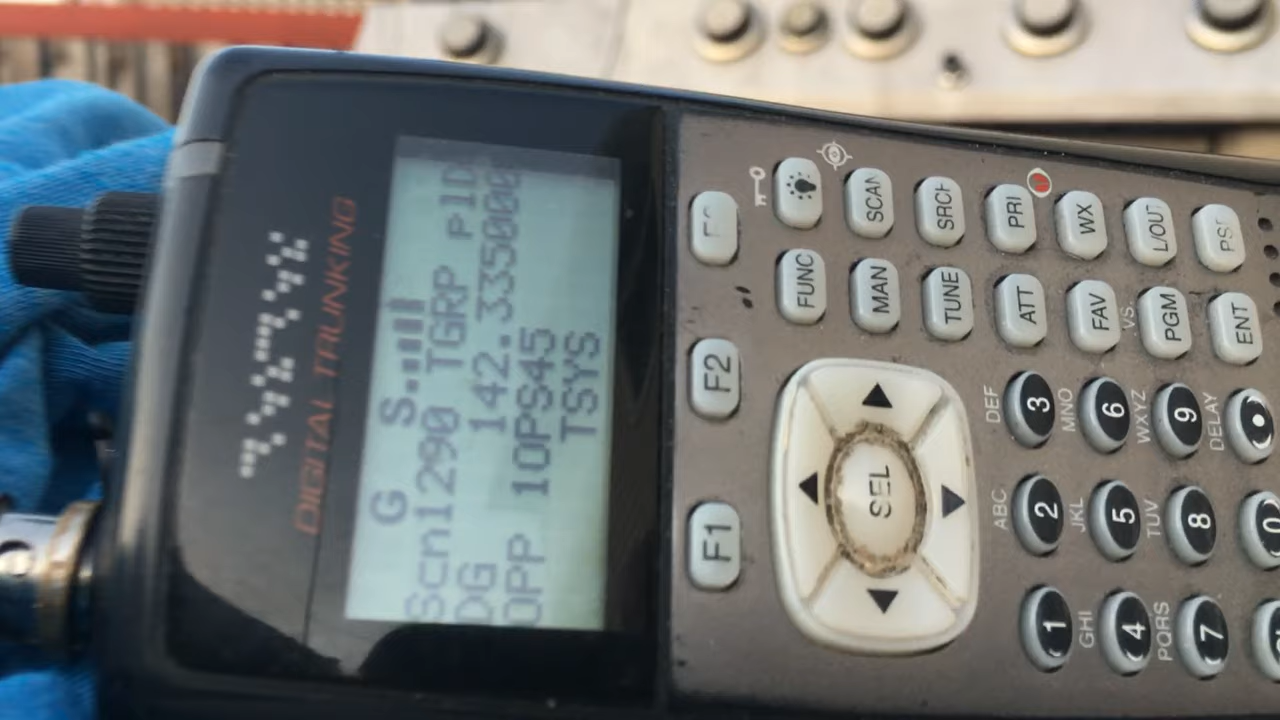 DIGITAL TRUNKING
G S
Scn1290 TGRP
DG 142.335000
OPP 10PS45
TSYS
F1 F2
FUNC
MAN SCAN
TUNE SRCH
ATT PRI
FAV WX
VS
PGM L/OUT
ENT
SEL
1 ABC 2 DEF 3
GHI 4 JKL 5 MNO 6
PQRS 7 TUV 8 WXYZ 9
0 DELAY